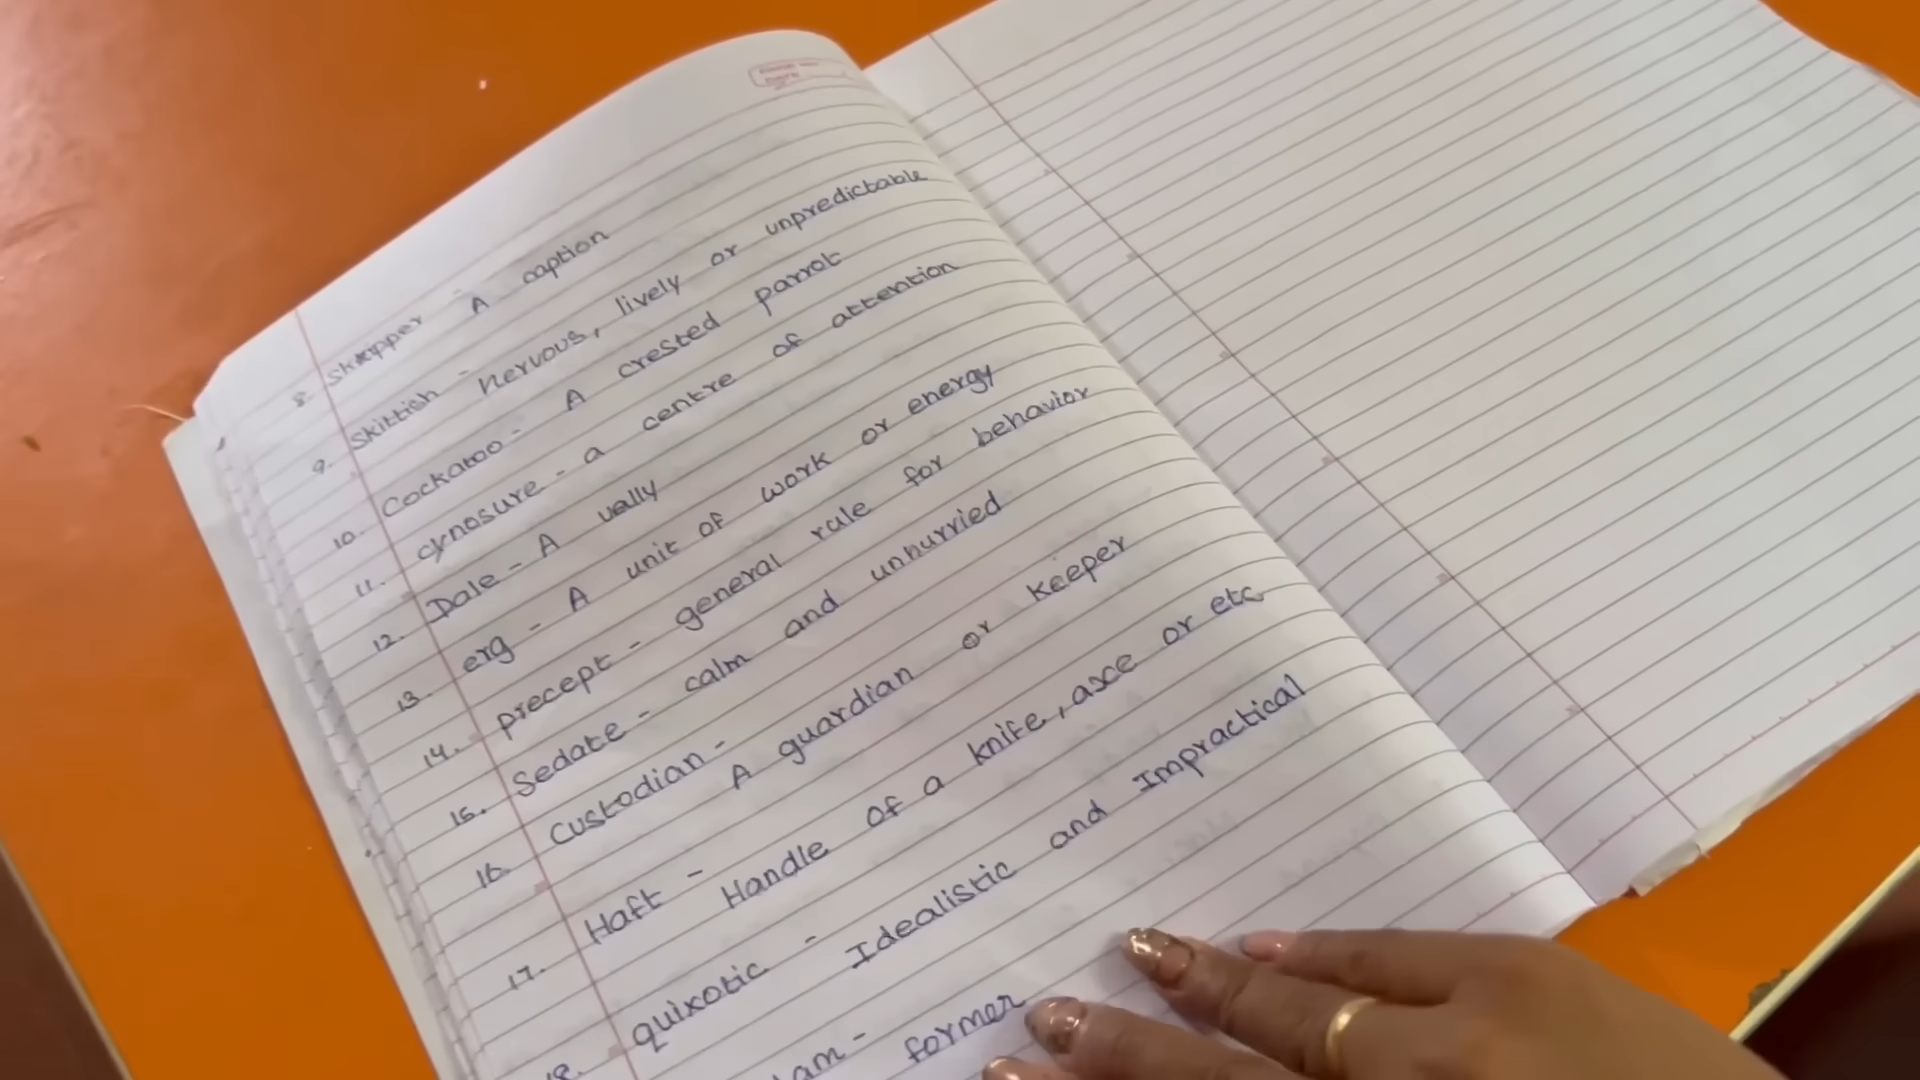 8. Skipper - A caption
9. Skittish - nervous, lively or unpredictable
10. Cockatoo - A crested parrot
11. cynosure - a centre of attention
12. Dale - A vally
13. erg - A unit of work or energy
14. precept - general rule for behavior
15. Sedate - calm and unhurried
16. Custodian - A guardian or keeper
17. Haft - Handle of a knife, axe or etc
18. quixotic - Idealistic and Impractical
former